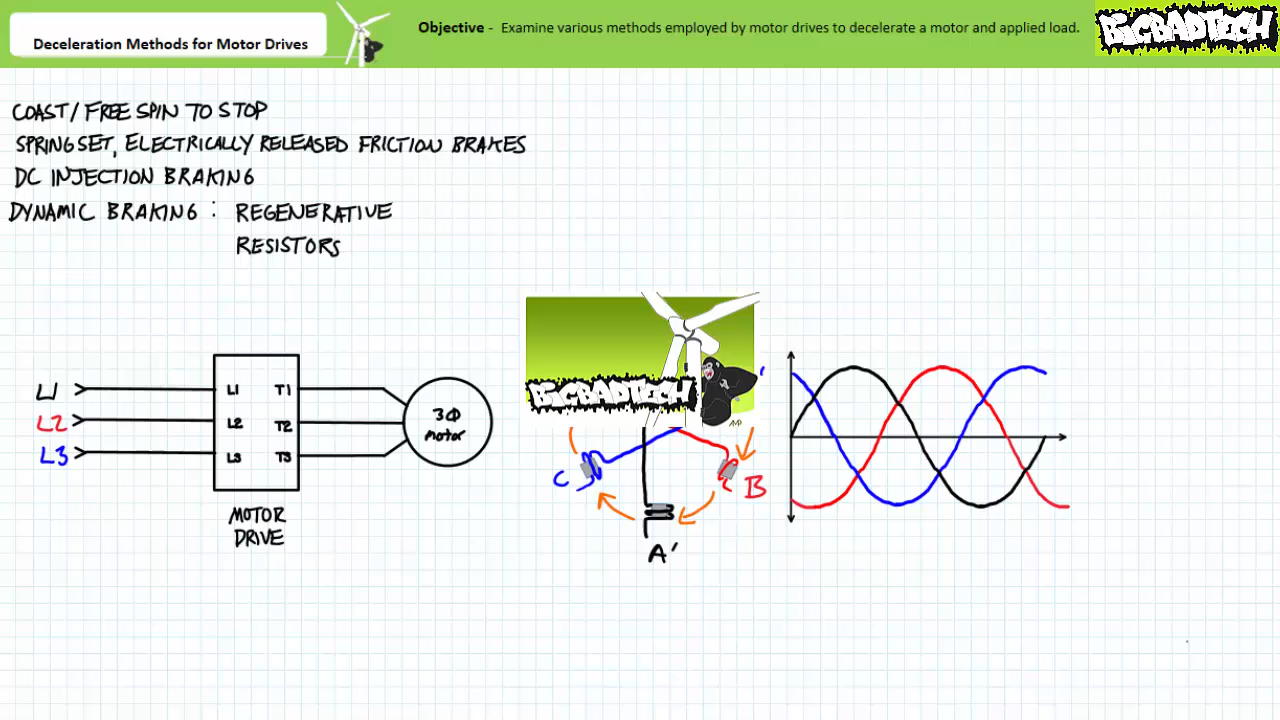 Deceleration Methods for Motor Drives
Objective - Examine various methods employed by motor drives to decelerate a motor and applied load.
BIGBADTECH
COAST/FREE SPIN TO STOP
SPRING SET, ELECTRICALLY RELEASED FRICTION BRAKES
DC INJECTION BRAKING
DYNAMIC BRAKING : REGENERATIVE
RESISTORS
L1
L2
L3
L1 T1
L2 T2
L3 T3
3Φ
motor
MOTOR
DRIVE
BIGBADTECH
C
B
A'